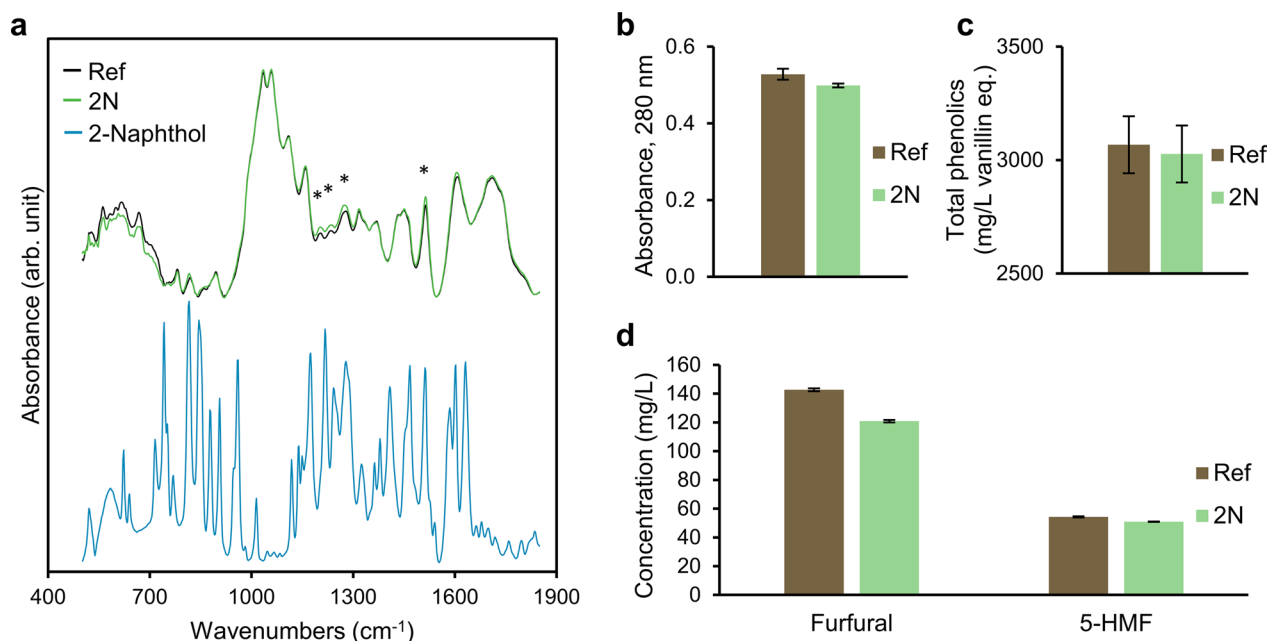 a
Ref
2N
2-Naphthol
* * * *
Absorbance (arb. unit)
400 700 1000 1300 1600 1900
Wavenumbers (cm⁻¹)
b
0.6
0.4
0.2
0.0
Absorbance, 280 nm
Ref
2N
c
3500
3000
2500
Total phenolics
(mg/L vanillin eq.)
Ref
2N
d
160
140
120
100
80
60
40
20
0
Concentration (mg/L)
Furfural 5-HMF
Ref
2N